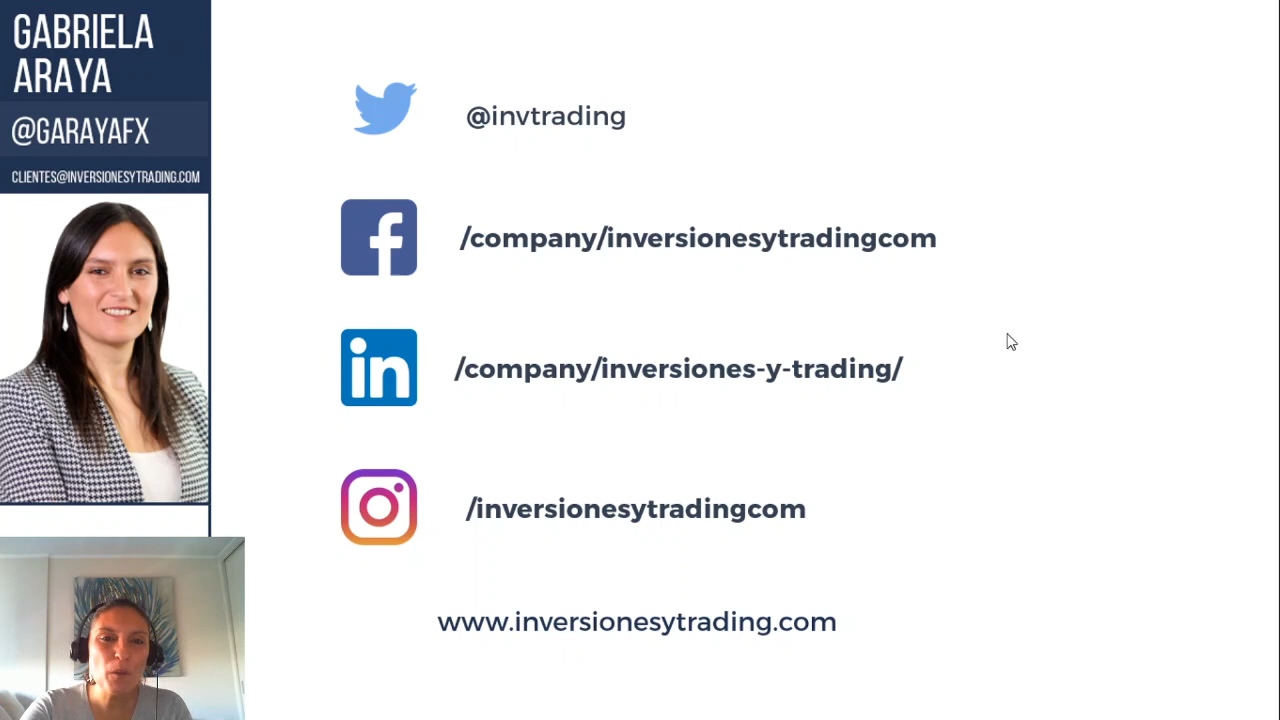 GABRIELA
ARAYA
@GARAYAFX
CLIENTES@INVERSIONESYTRADING.COM
@invtrading
/company/inversionesytradingcom
/company/inversiones-y-trading/
/inversionesytradingcom
www.inversionesytrading.com